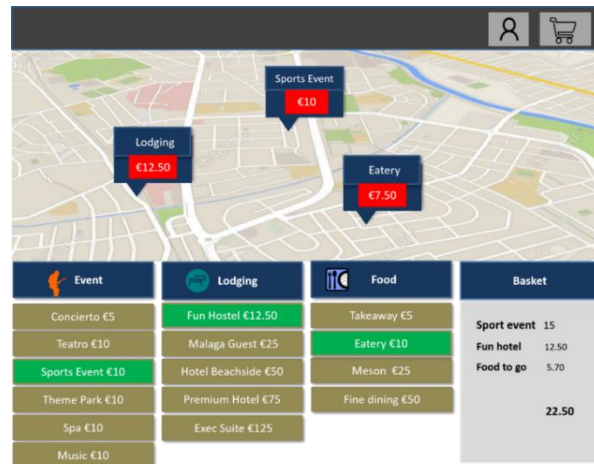 Sports Event
€10
Lodging
€12.50
Eatery
€7.50
Event
Concierto €5
Teatro €10
Sports Event €10
Theme Park €10
Spa €10
Music €10
Lodging
Fun Hostel €12.50
Malaga Guest €25
Hotel Beachside €50
Premium Hotel €75
Exec Suite €125
Food
Takeaway €5
Eatery €10
Meson €25
Fine dining €50
Basket
Sport event 15
Fun hotel 12.50
Food to go 5.70
22.50